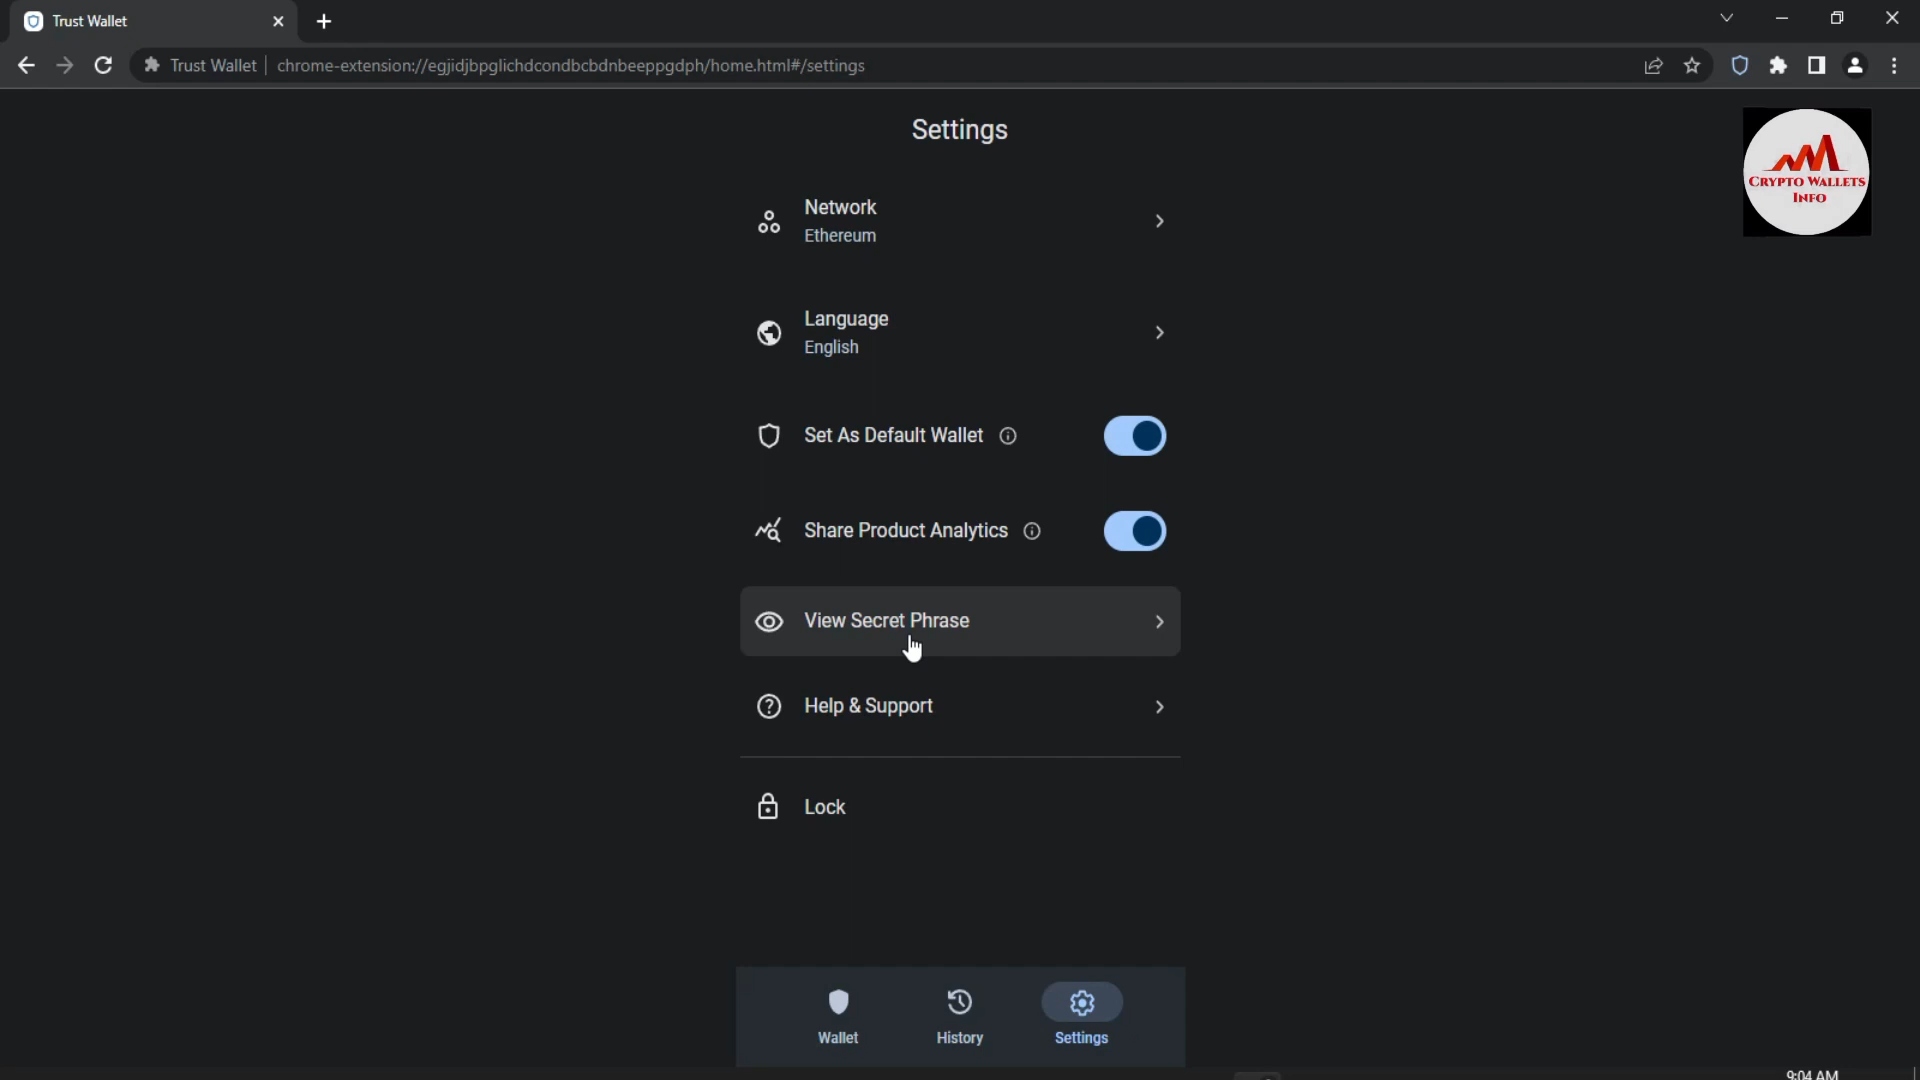 Trust Wallet
Trust Wallet | chrome-extension://egjidjbpglichdcondbcbdnbeeppgdph/home.html#/settings
Settings
CRYPTO WALLETS
INFO
Network
Ethereum
Language
English
Set As Default Wallet
Share Product Analytics
View Secret Phrase
Help & Support
Lock
Wallet
History
Settings
9:04 AM